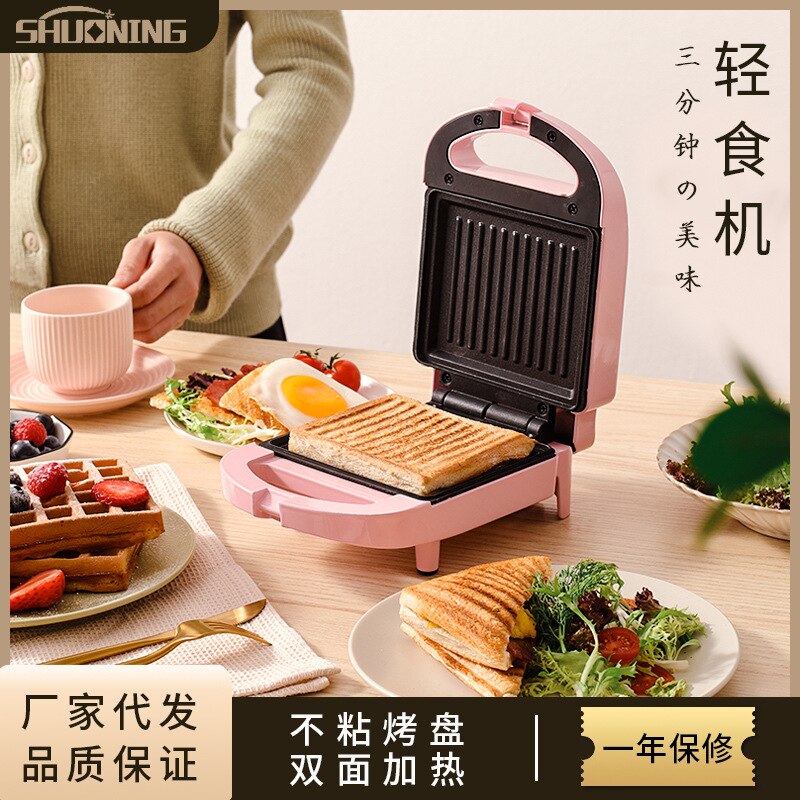 SHUONING
轻食机
三分钟の美味
厂家代发
品质保证
不粘烤盘
双面加热
一年保修